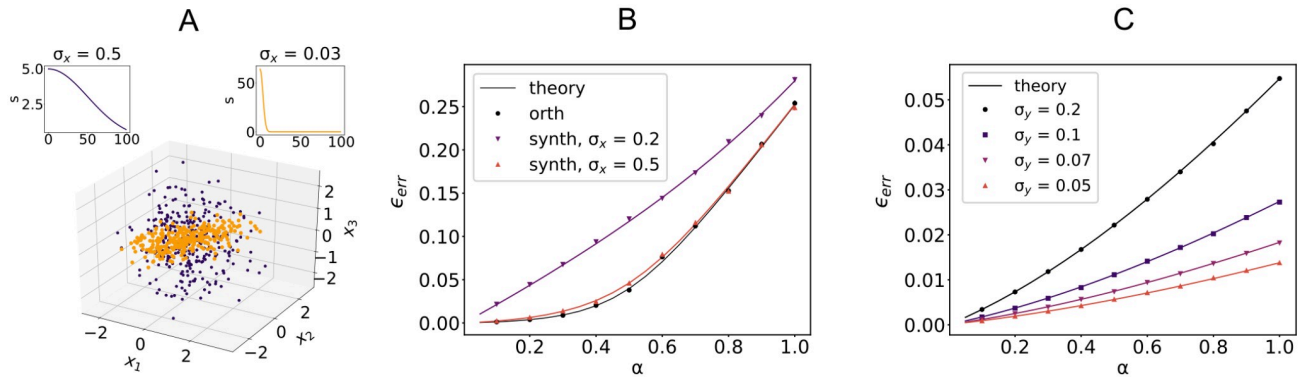 A
σx = 0.5
s
5.0
2.5
0 100
σx = 0.03
s
50
0
0 100
x3
2
1
0
−1
−2
x1
−2 0 2
x2
−2 0 2
B
theory
orth
synth, σx = 0.2
synth, σx = 0.5
ϵerr
0.25
0.20
0.15
0.10
0.05
0.00
0.2 0.4 0.6 0.8 1.0
α
C
theory
σy = 0.2
σy = 0.1
σy = 0.07
σy = 0.05
ϵerr
0.05
0.04
0.03
0.02
0.01
0.00
0.2 0.4 0.6 0.8 1.0
α